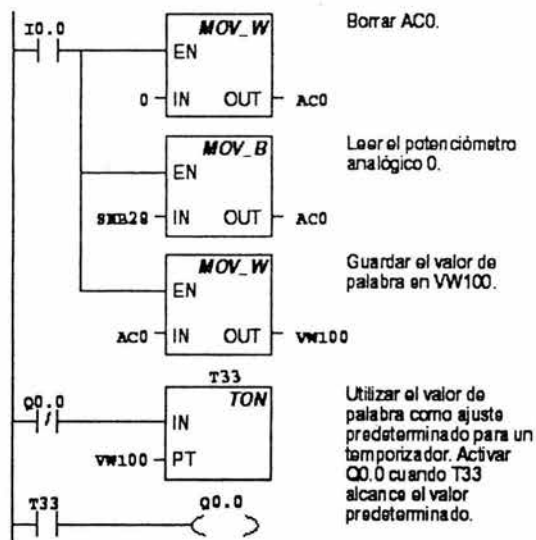 I0.0
MOV_W
Borrar AC0.
EN
0 IN OUT AC0
MOV_B
Leer el potenciómetro
analógico 0.
EN
SMB28 IN OUT AC0
MOV_W
Guardar el valor de
palabra en VW100.
EN
AC0 IN OUT VW100
T33
Q0.0
TON
IN
VW100 PT
Utilizar el valor de
palabra como ajuste
predeterminado para un
temporizador. Activar
Q0.0 cuando T33
alcance el valor
predeterminado.
T33
Q0.0